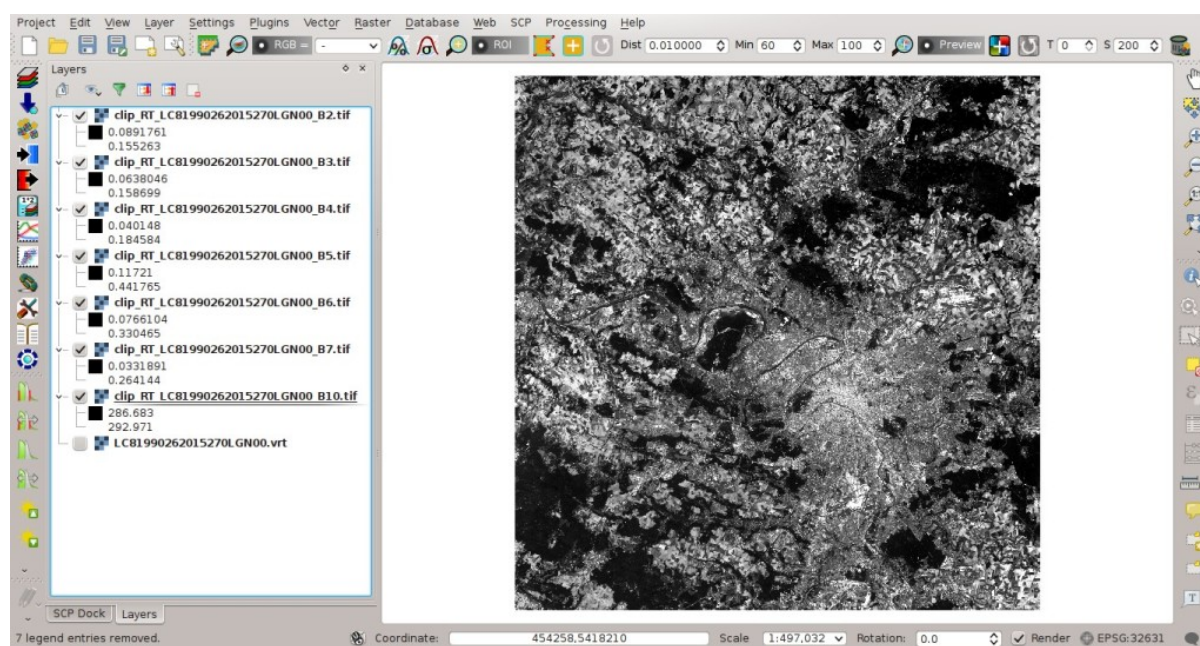 Project Edit View Layer Settings Plugins Vector Raster Database Web SCP Processing Help
RGB = - ROI Dist 0.010000 Min 60 Max 100 Preview T 0 S 200
Layers
clip_RT_LC81990262015270LGN00_B2.tif
0.0891761
0.155263
clip_RT_LC81990262015270LGN00_B3.tif
0.0638046
0.158699
clip_RT_LC81990262015270LGN00_B4.tif
0.040148
0.184584
clip_RT_LC81990262015270LGN00_B5.tif
0.11721
0.441765
clip_RT_LC81990262015270LGN00_B6.tif
0.0766104
0.330465
clip_RT_LC81990262015270LGN00_B7.tif
0.0331891
0.264144
clip_RT_LC81990262015270LGN00_B10.tif
286.683
292.971
LC81990262015270LGN00.vrt
SCP Dock Layers
7 legend entries removed. Coordinate: 454258,5418210 Scale 1:497,032 Rotation: 0.0 Render EPSG:32631